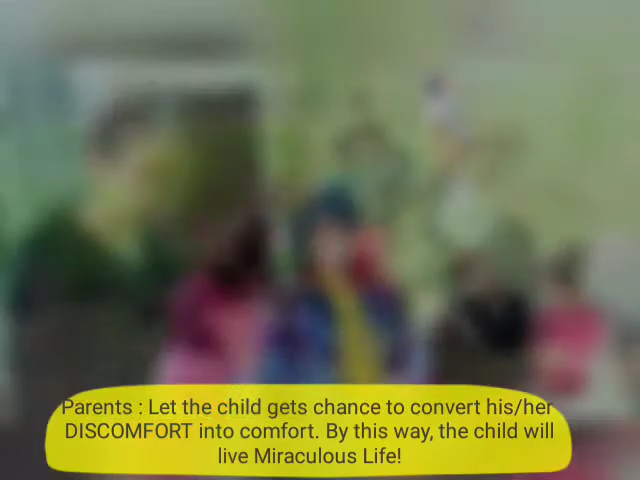 Parents : Let the child gets chance to convert his/her
DISCOMFORT into comfort. By this way, the child will
live Miraculous Life!